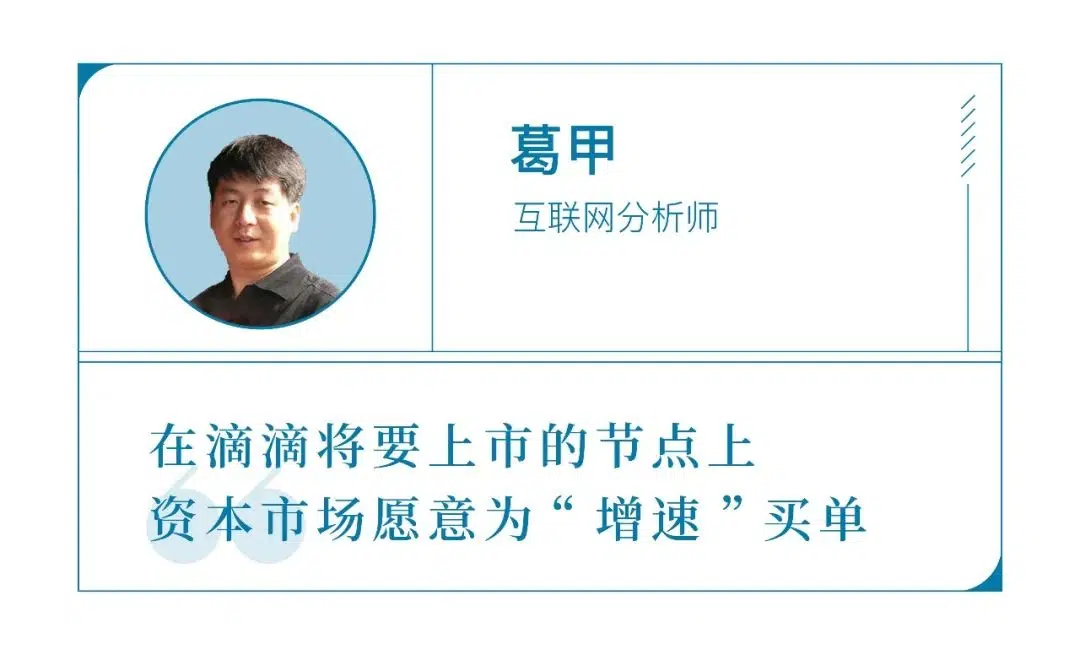 葛甲
互联网分析师
在滴滴将要上市的节点上
资本市场愿意为“增速”买单